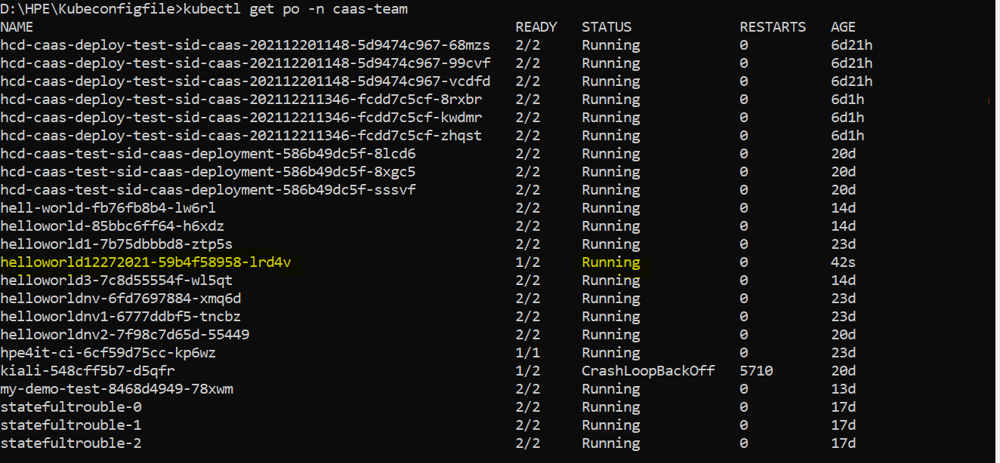 D:\HPE\Kubeconfigfile>kubectl get po -n caas-team
NAME READY STATUS RESTARTS AGE
hcd-caas-deploy-test-sid-caas-202112201148-5d9474c967-68mzs 2/2 Running 0 6d21h
hcd-caas-deploy-test-sid-caas-202112201148-5d9474c967-99cvf 2/2 Running 0 6d21h
hcd-caas-deploy-test-sid-caas-202112201148-5d9474c967-vcdfd 2/2 Running 0 6d21h
hcd-caas-deploy-test-sid-caas-202112211346-fcdd7c5cf-8rxbr 2/2 Running 0 6d1h
hcd-caas-deploy-test-sid-caas-202112211346-fcdd7c5cf-kwdmr 2/2 Running 0 6d1h
hcd-caas-deploy-test-sid-caas-202112211346-fcdd7c5cf-zhqst 2/2 Running 0 6d1h
hcd-caas-test-sid-caas-deployment-586b49dc5f-8lcd6 2/2 Running 0 20d
hcd-caas-test-sid-caas-deployment-586b49dc5f-8xgc5 2/2 Running 0 20d
hcd-caas-test-sid-caas-deployment-586b49dc5f-sssvf 2/2 Running 0 20d
hell-world-fb76fb8b4-lw6rl 2/2 Running 0 14d
helloworld-85bbc6ff64-h6xdz 2/2 Running 0 14d
helloworld1-7b75dbbbd8-ztp5s 2/2 Running 0 23d
helloworld12272021-59b4f58958-lrd4v 1/2 Running 0 42s
helloworld3-7c8d55554f-wl5qt 2/2 Running 0 14d
helloworldnv-6fd7697884-xmq6d 2/2 Running 0 23d
helloworldnv1-6777ddbf5-tncbz 2/2 Running 0 23d
helloworldnv2-7f98c7d65d-55449 2/2 Running 0 20d
hpe4it-ci-6cf59d75cc-kp6wz 1/1 Running 0 23d
kiali-548cff5b7-d5qfr 1/2 CrashLoopBackOff 5710 20d
my-demo-test-8468d4949-78xwm 2/2 Running 0 13d
statefultrouble-0 2/2 Running 0 17d
statefultrouble-1 2/2 Running 0 17d
statefultrouble-2 2/2 Running 0 17d